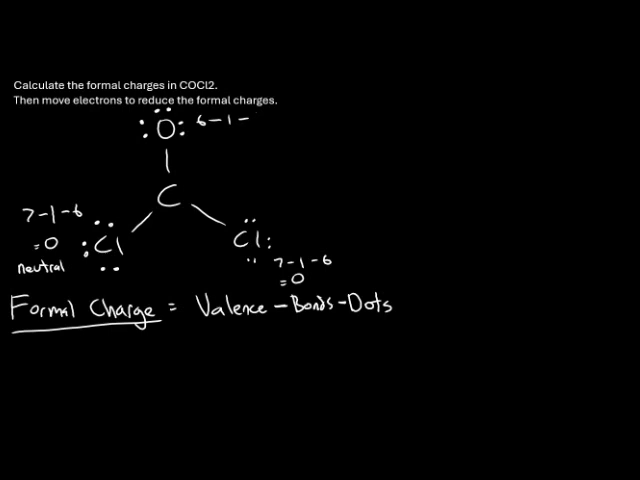 Calculate the formal charges in COCl2.
Then move electrons to reduce the formal charges.
:O: 6-1-
C
7-1-6
=0
neutral
:Cl
Cl:
7-1-6
=0
Formal Charge = Valence - Bonds - Dots